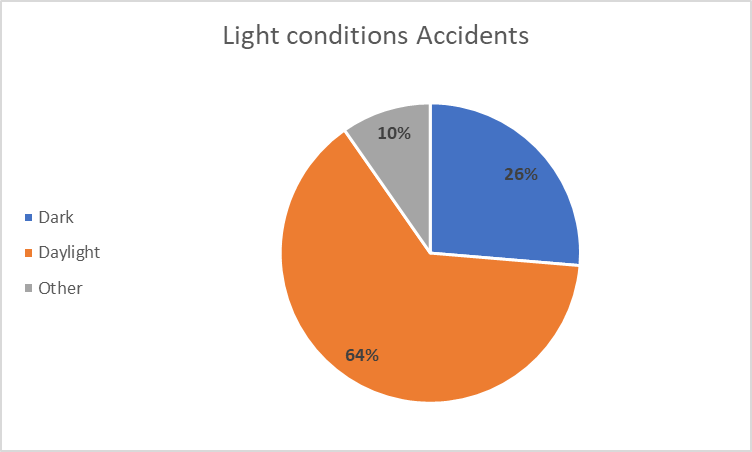 Light conditions Accidents
10%
26%
Dark
Daylight
Other
64%